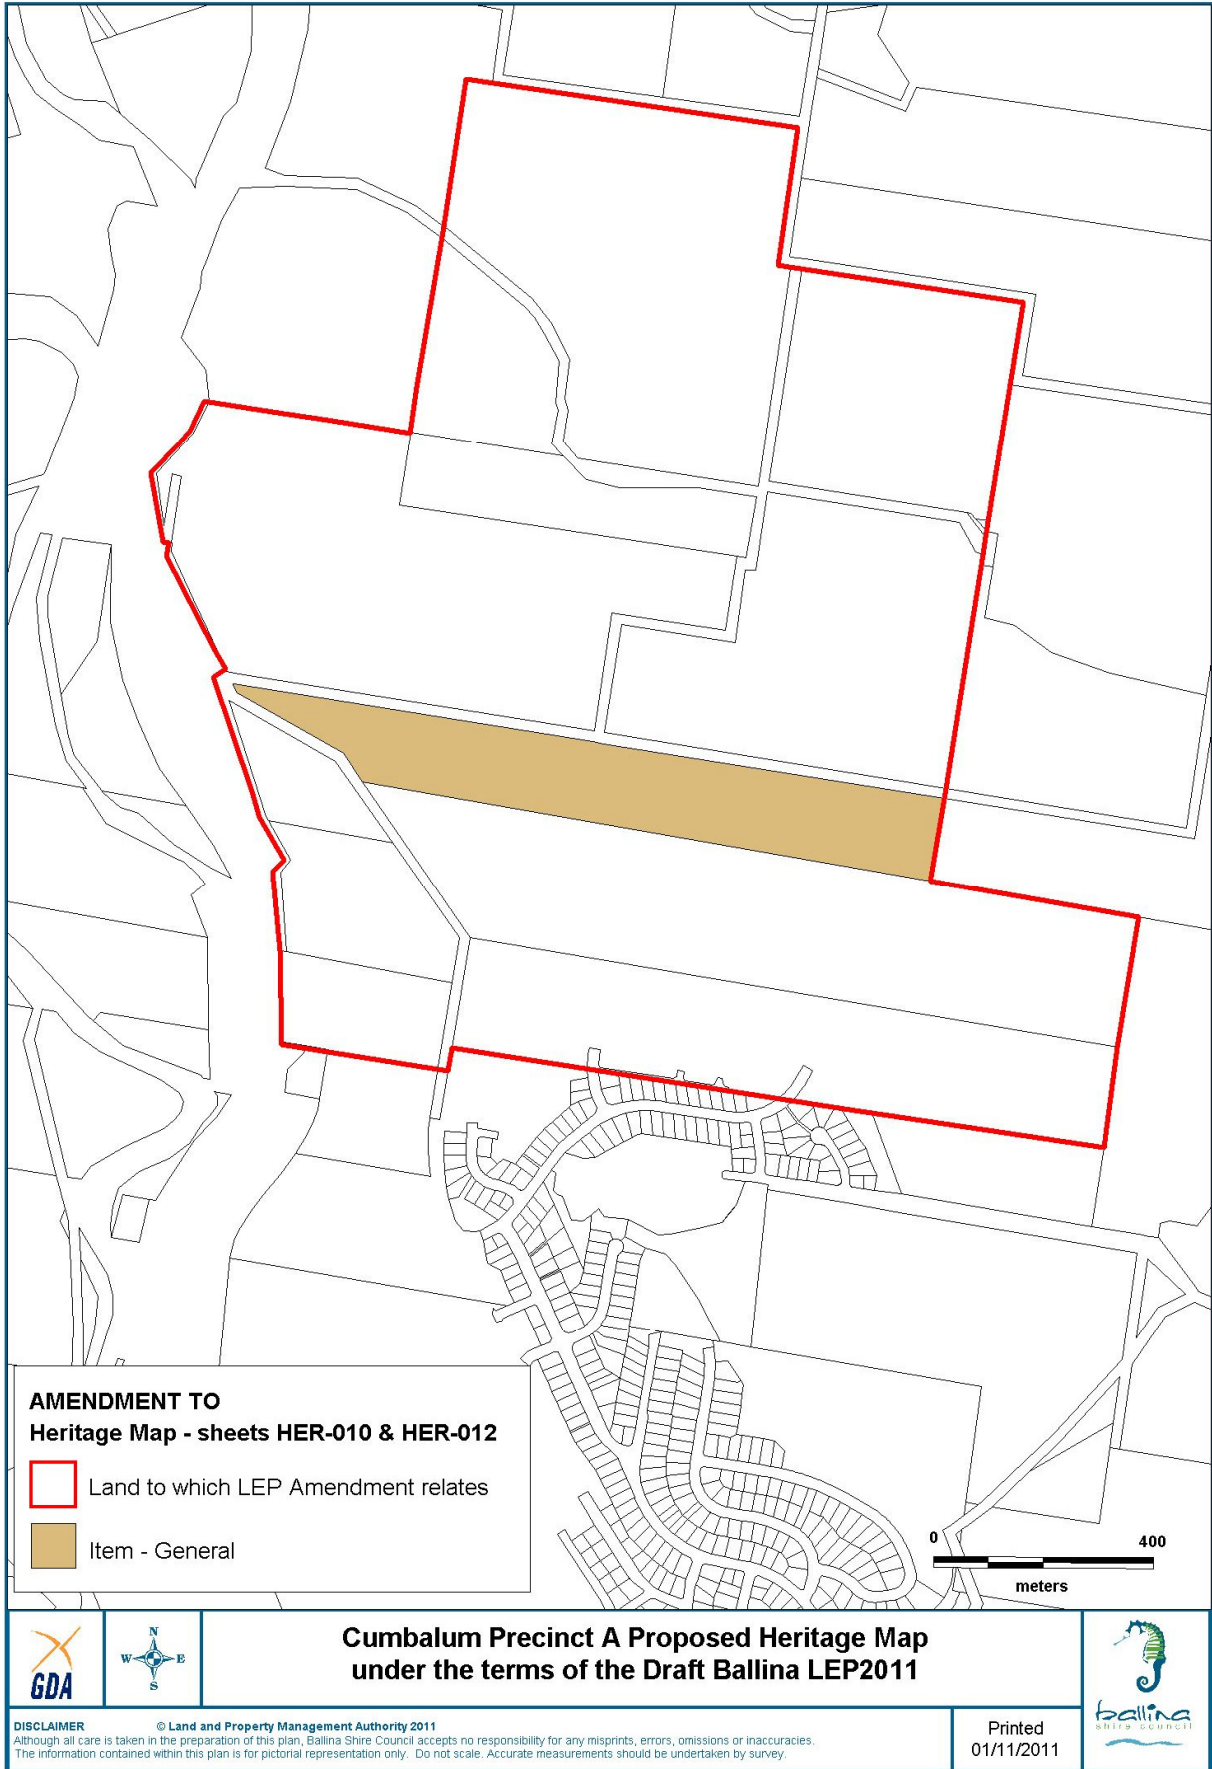 AMENDMENT TO
Heritage Map - sheets HER-010 & HER-012
Land to which LEP Amendment relates
Item - General
0 400
meters
GDA
N
W E
S
Cumbalum Precinct A Proposed Heritage Map
under the terms of the Draft Ballina LEP2011
ballina
shire council
DISCLAIMER © Land and Property Management Authority 2011
Although all care is taken in the preparation of this plan, Ballina Shire Council accepts no responsibility for any misprints, errors, omissions or inaccuracies.
The information contained within this plan is for pictorial representation only. Do not scale. Accurate measurements should be undertaken by survey.
Printed
01/11/2011